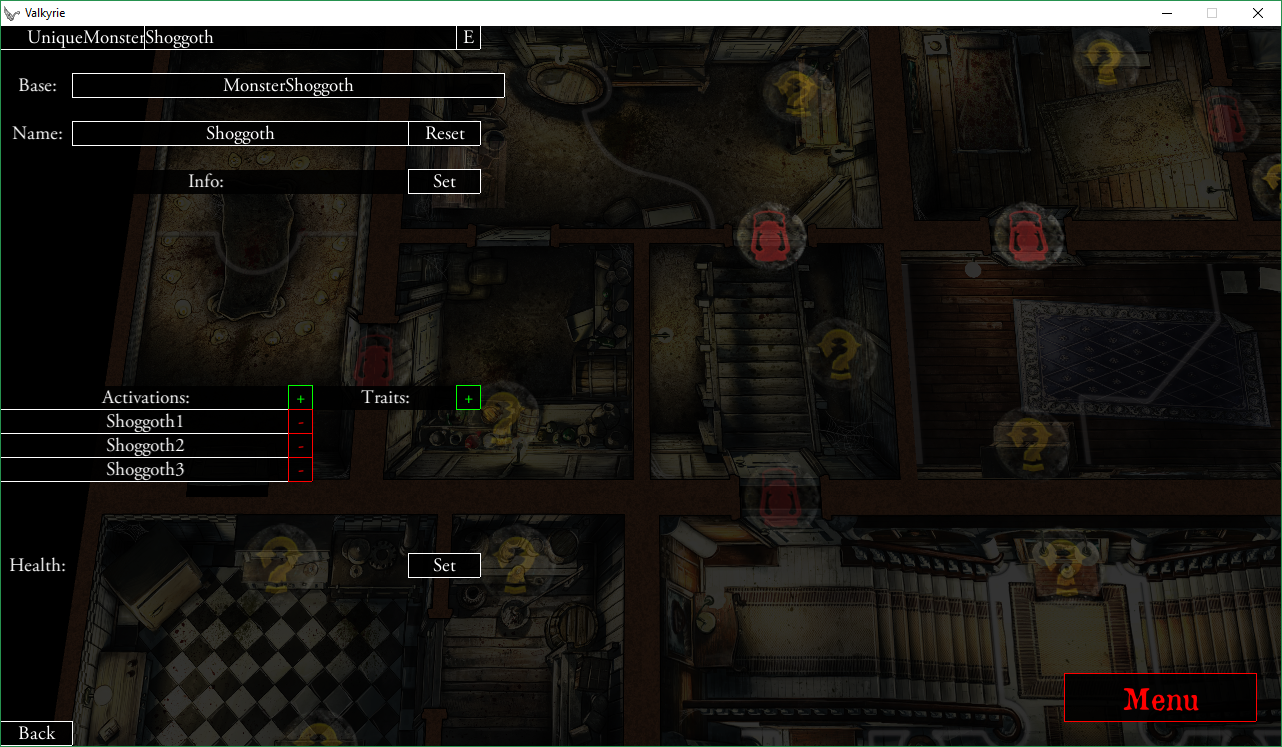 Valkyrie
UniqueMonster Shoggoth E
Base: MonsterShoggoth
Name: Shoggoth Reset
Info: Set
Activations: + Traits: +
Shoggoth1 -
Shoggoth2 -
Shoggoth3 -
Health: Set
Menu
Back